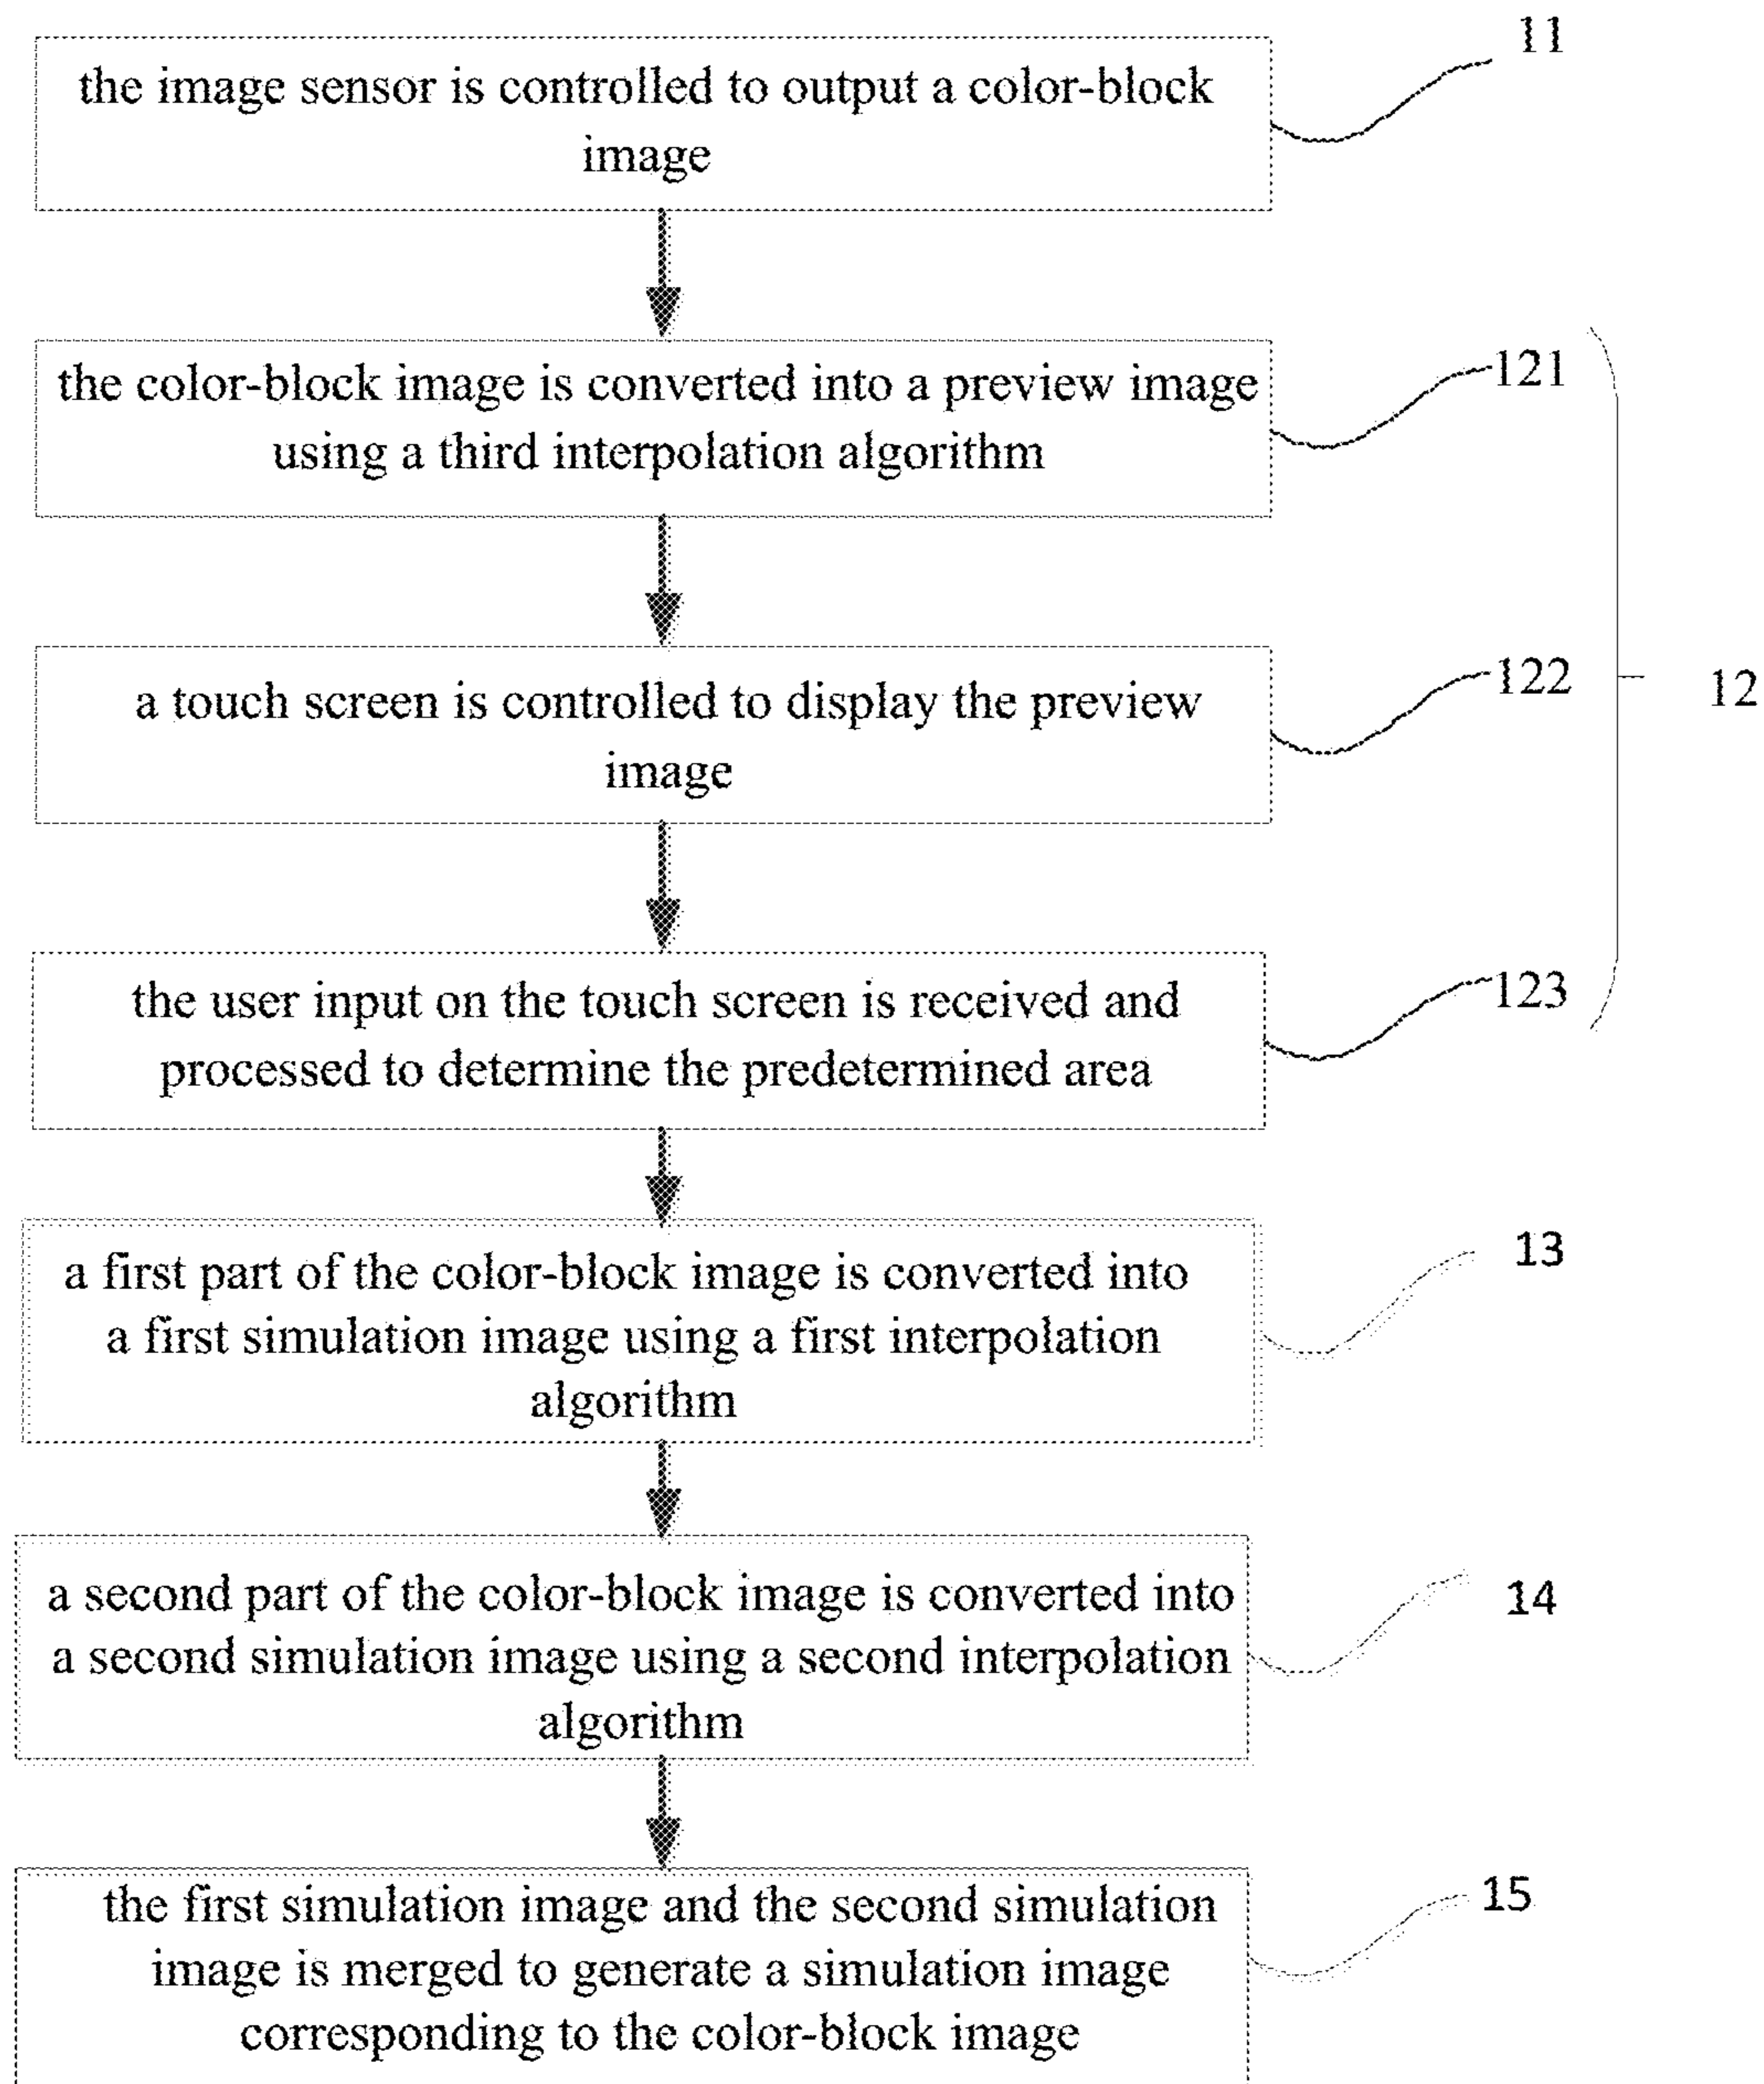 11
the image sensor is controlled to output a color-block
image
121
the color-block image is converted into a preview image
using a third interpolation algorithm
122
a touch screen is controlled to display the preview
image
12
123
the user input on the touch screen is received and
processed to determine the predetermined area
13
a first part of the color-block image is converted into
a first simulation image using a first interpolation
algorithm
14
a second part of the color-block image is converted into
a second simulation image using a second interpolation
algorithm
15
the first simulation image and the second simulation
image is merged to generate a simulation image
corresponding to the color-block image